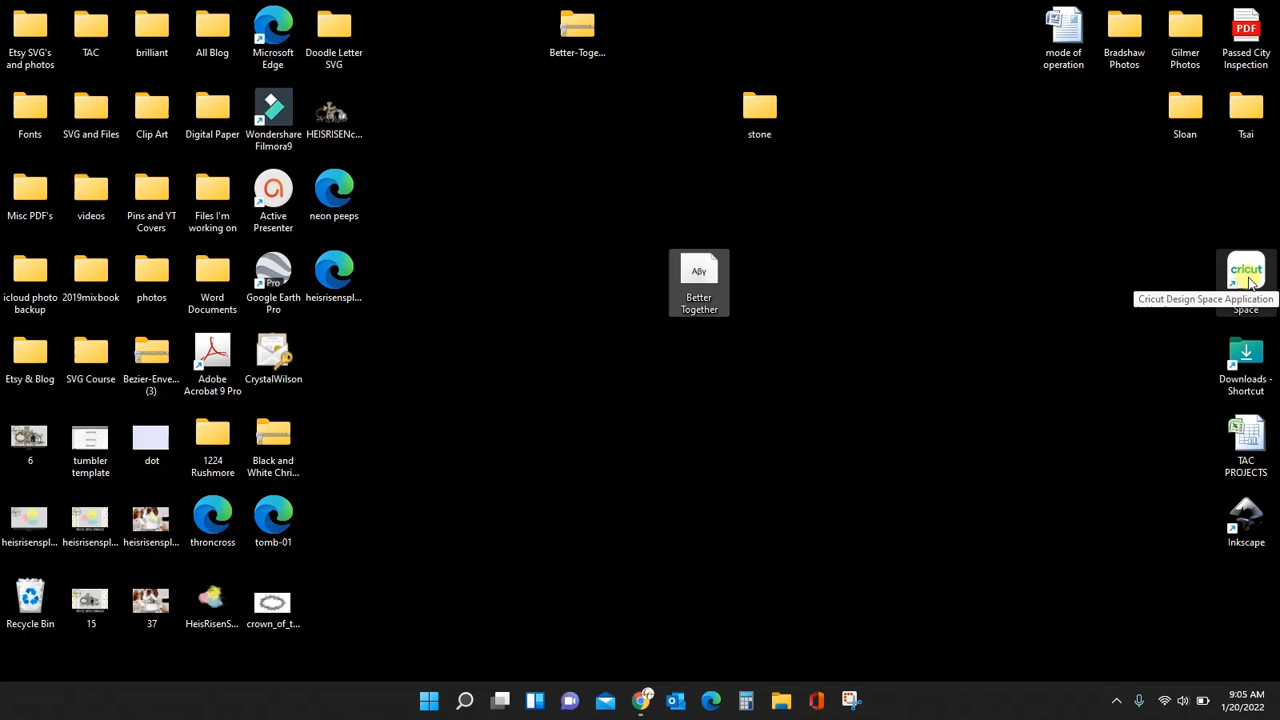 Etsy SVG's
and photos
TAC
brilliant
All Blog
Microsoft
Edge
Doodle Letter
SVG
Better-Toge...
mode of
operation
Bradshaw
Photos
Gilmer
Photos
PDF
Passed City
Inspection
Fonts
SVG and Files
Clip Art
Digital Paper
Wondershare
Filmora9
HEISRISENc...
stone
Sloan
Tsai
Misc PDF's
videos
Pins and YT
Covers
Files I'm
working on
Active
Presenter
neon peeps
icloud photo
backup
2019mixbook
photos
Word
Documents
Pro
Google Earth
Pro
heisrisenspl...
Aβγ
Better
Together
cricut
Cricut Design Space Application
Space
Etsy & Blog
SVG Course
Bezier-Enve...
(3)
Adobe
Acrobat 9 Pro
CrystalWilson
Downloads -
Shortcut
6
tumbler
template
dot
1224
Rushmore
Black and
White Chri...
TAC
PROJECTS
heisrisenspl...
heisrisenspl...
heisrisenspl...
throncross
tomb-01
Inkscape
Recycle Bin
15
37
HeisRisenS...
crown_of_t...
9:05 AM
1/20/2022